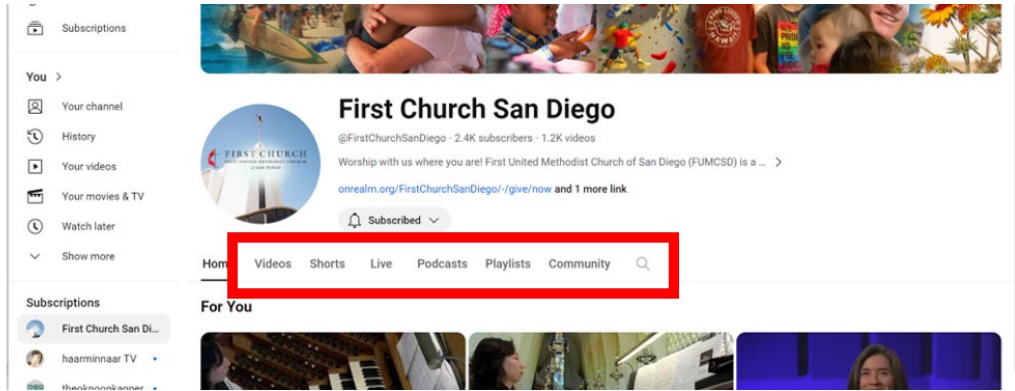 Subscriptions
You >
Your channel
History
Your videos
Your movies & TV
Watch later
Show more
Subscriptions
First Church San Di...
haarminnaar TV
theoknoopkapper
FIRST CHURCH
First Church San Diego
@FirstChurchSanDiego · 2.4K subscribers · 1.2K videos
Worship with us where you are! First United Methodist Church of San Diego (FUMCSD) is a ... >
onrealm.org/FirstChurchSanDiego/-/give/now and 1 more link
Subscribed
Videos Shorts Live Podcasts Playlists Community
For You